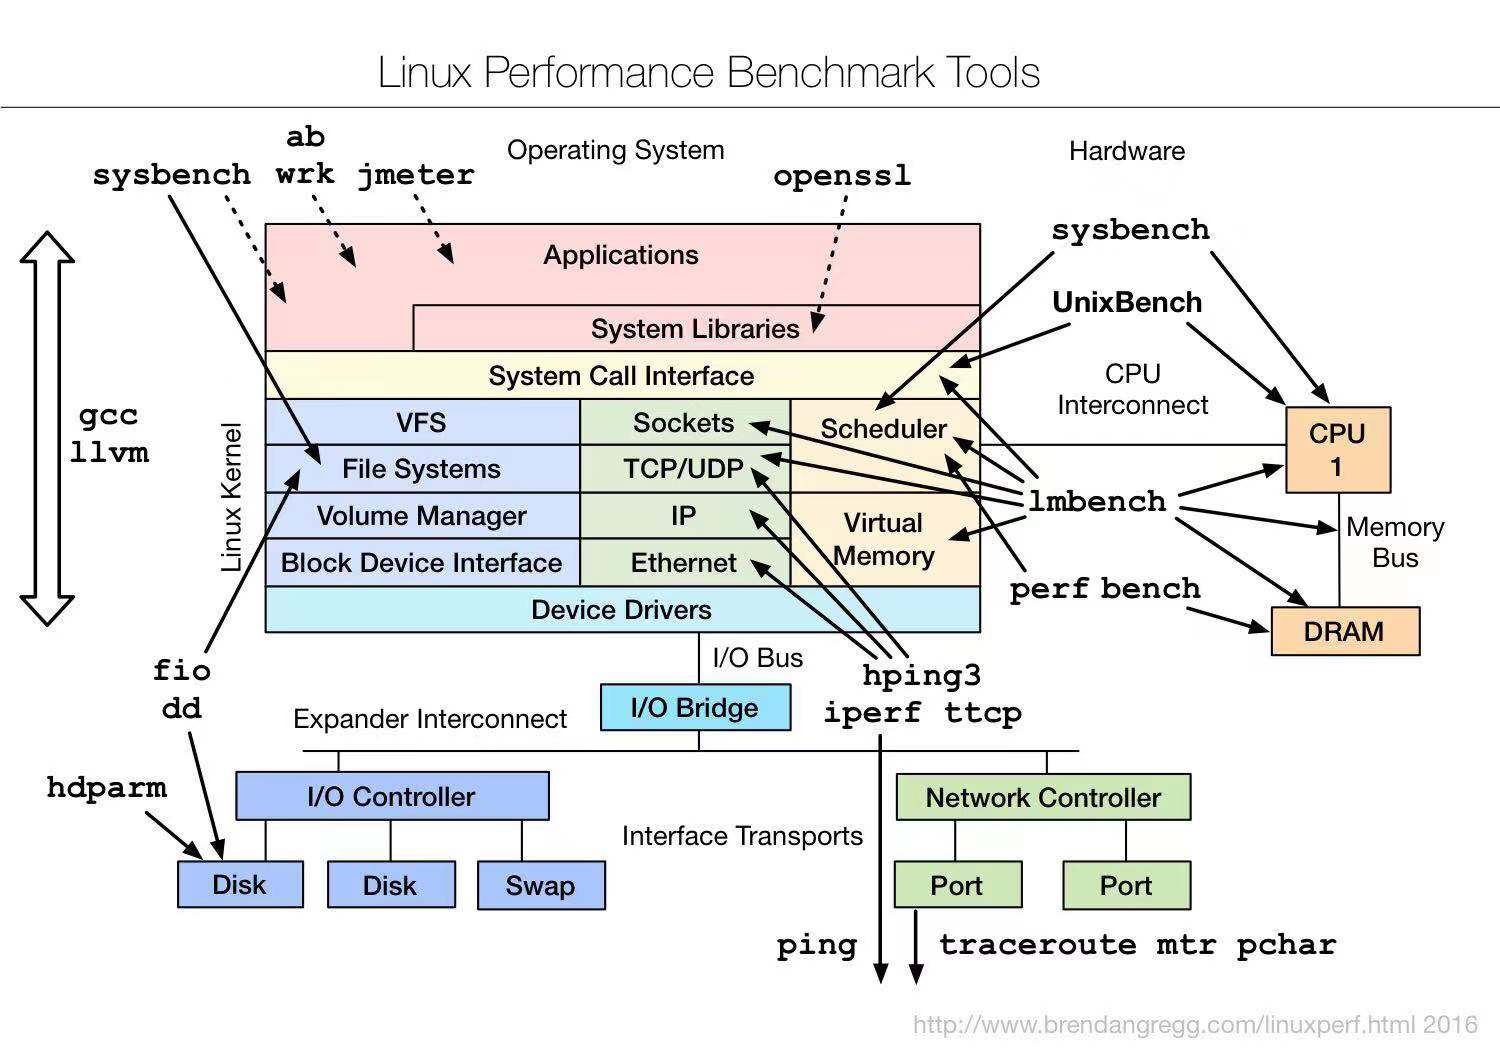 Linux Performance Benchmark Tools
Operating System
Hardware
ab
sysbench wrk jmeter
openssl
sysbench
Applications
System Libraries
UnixBench
System Call Interface
CPU
Interconnect
VFS
Sockets
Scheduler
CPU
1
gcc
llvm
Linux Kernel
File Systems
TCP/UDP
Volume Manager
IP
Virtual
Memory
lmbench
Memory
Bus
Block Device Interface
Ethernet
perf bench
Device Drivers
DRAM
I/O Bus
fio
dd
hping3
iperf ttcp
I/O Bridge
Expander Interconnect
hdparm
I/O Controller
Network Controller
Interface Transports
Disk
Disk
Swap
Port
Port
ping
traceroute mtr pchar
http://www.brendangregg.com/linuxperf.html 2016